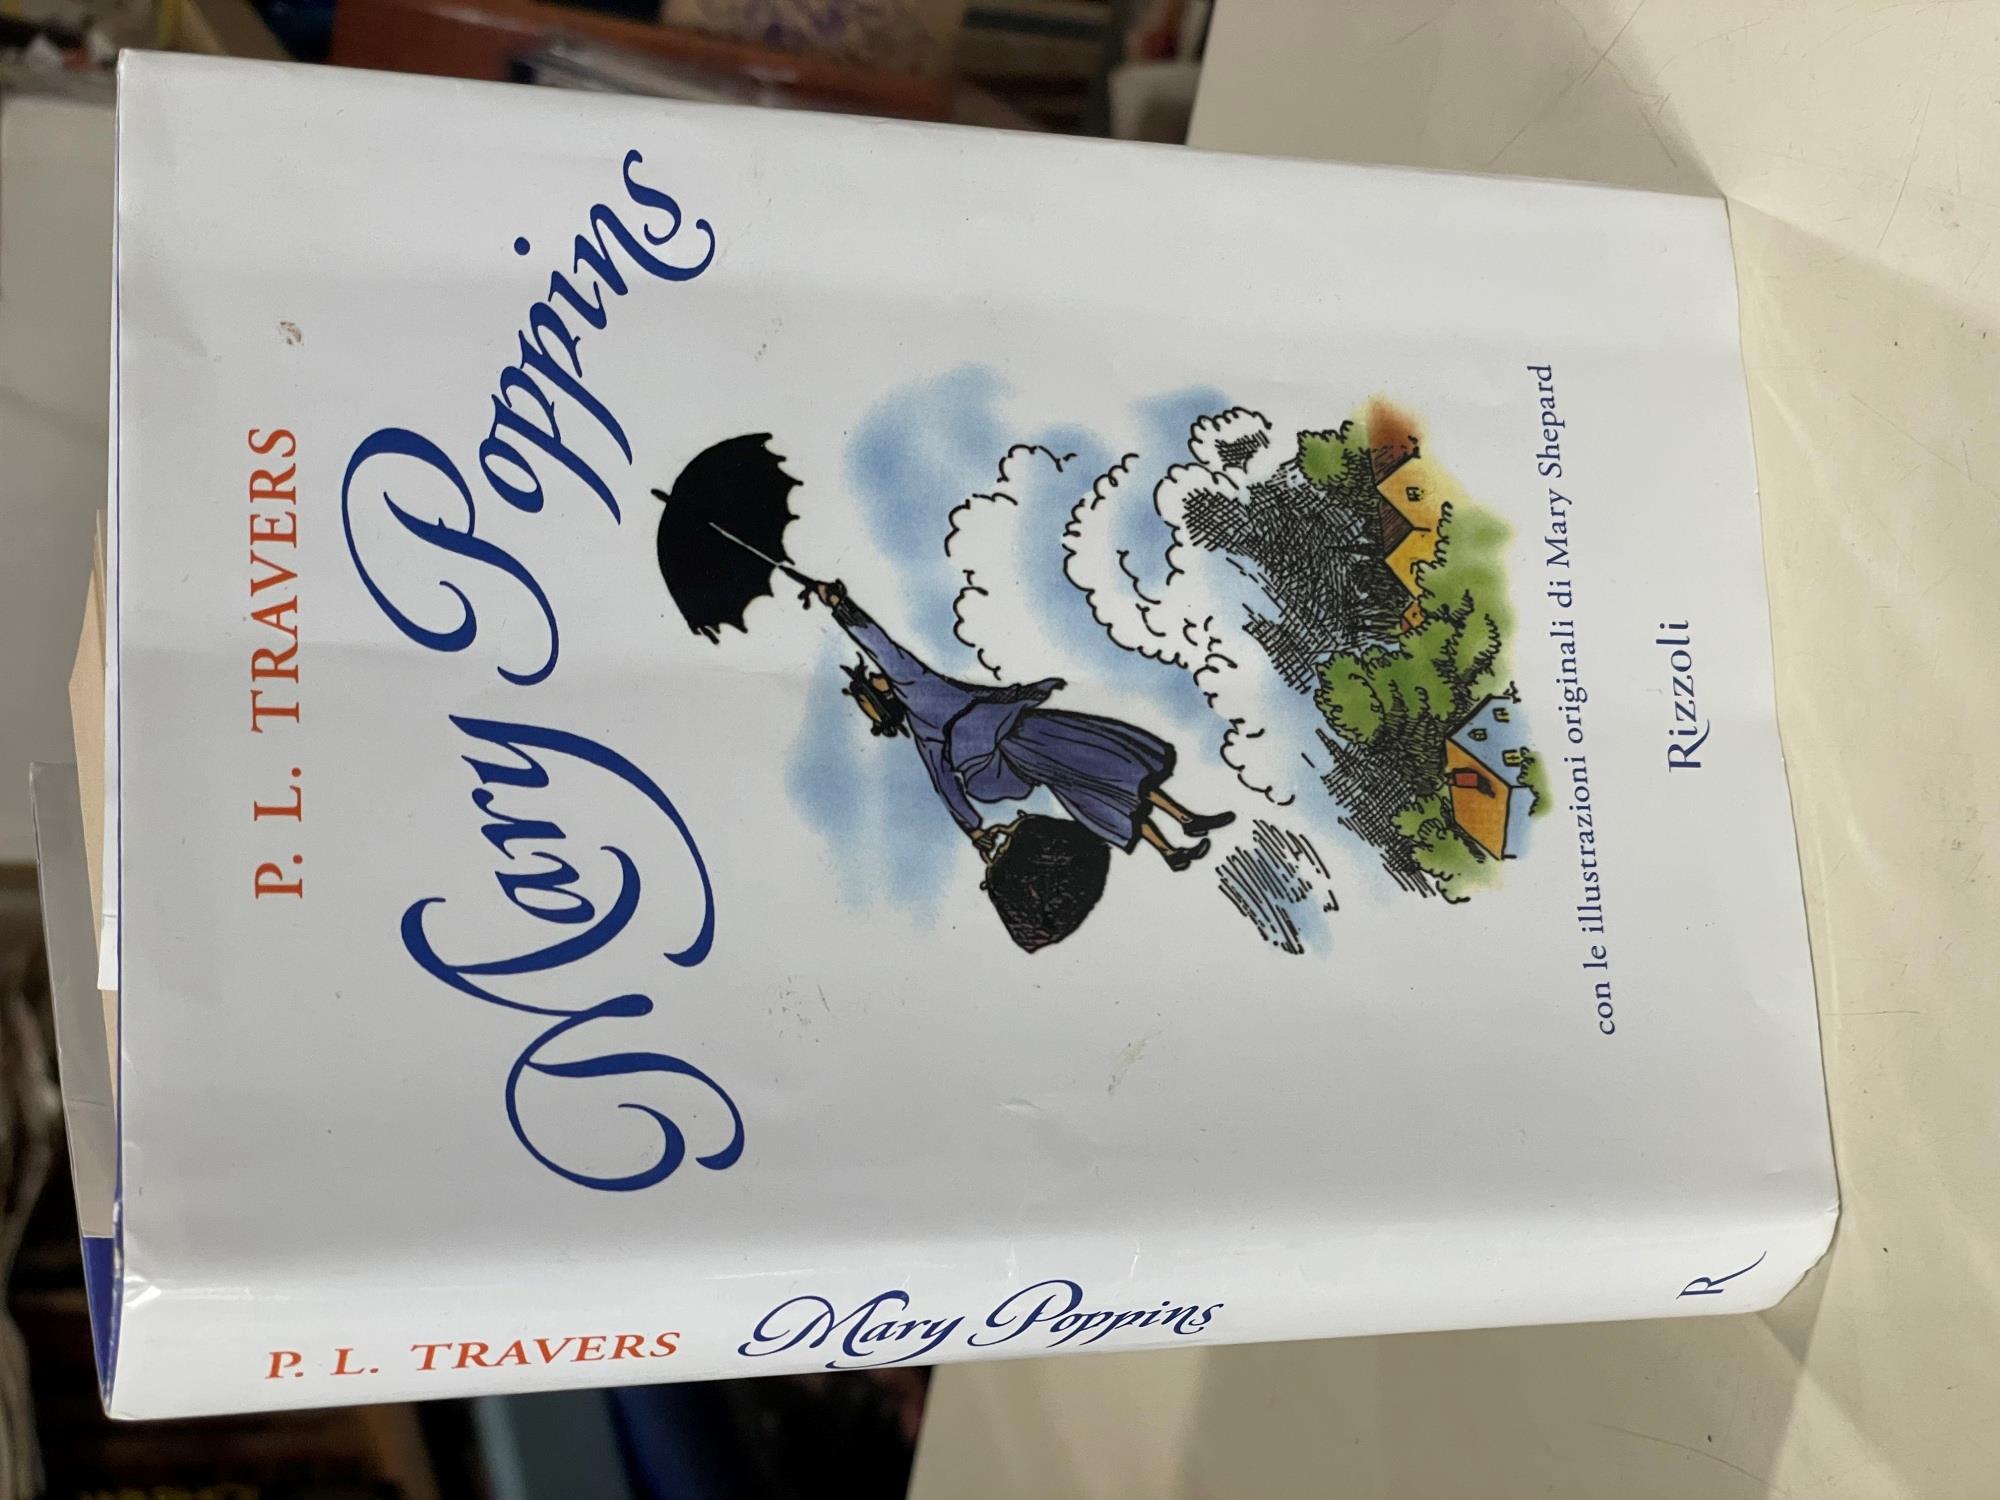 P. L. TRAVERS
Mary Poppins
con le illustrazioni originali di Mary Shepard
Rizzoli
P. L. TRAVERS Mary Poppins R